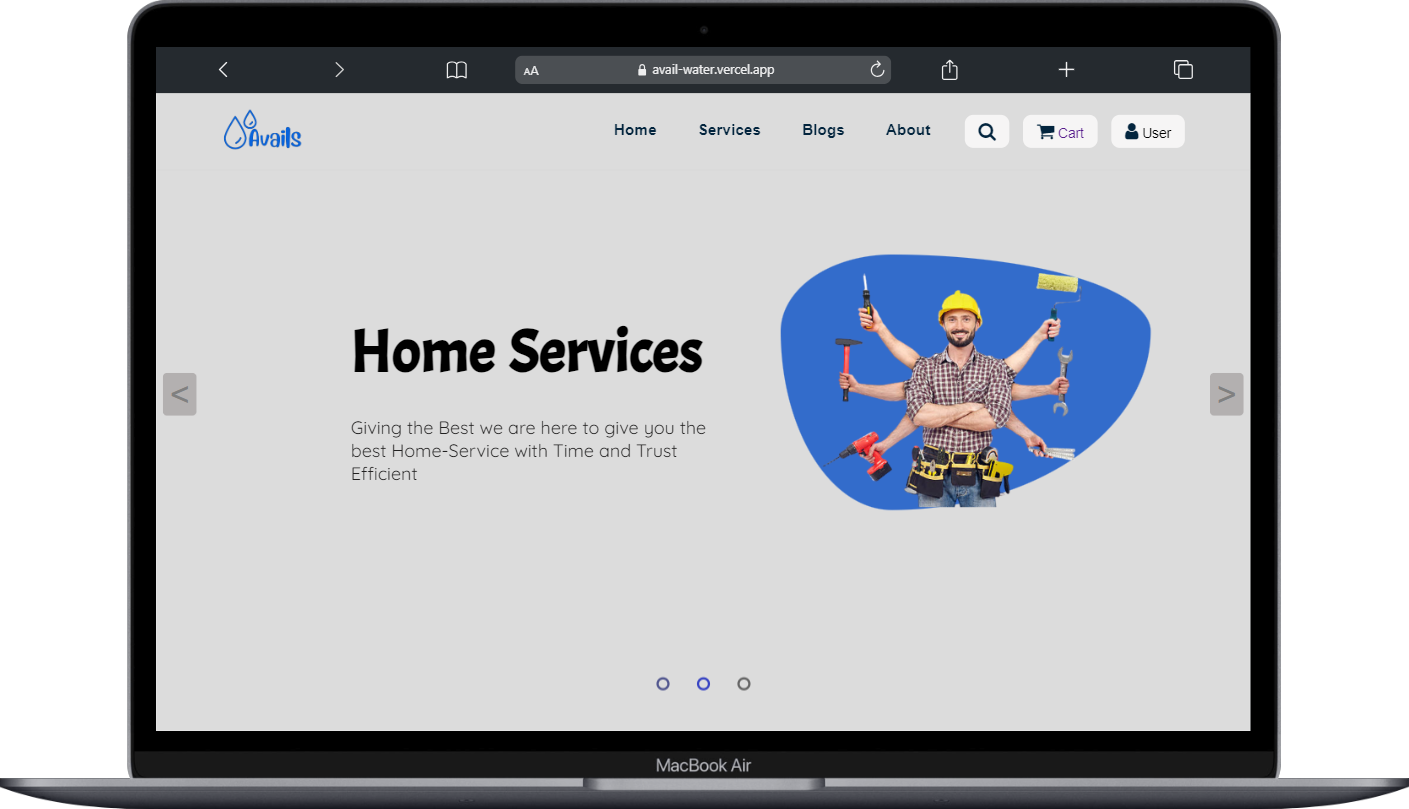 AA avail-water.vercel.app
Avails
Home Services Blogs About Cart User
Home Services
Giving the Best we are here to give you the
best Home-Service with Time and Trust
Efficient
< >
MacBook Air